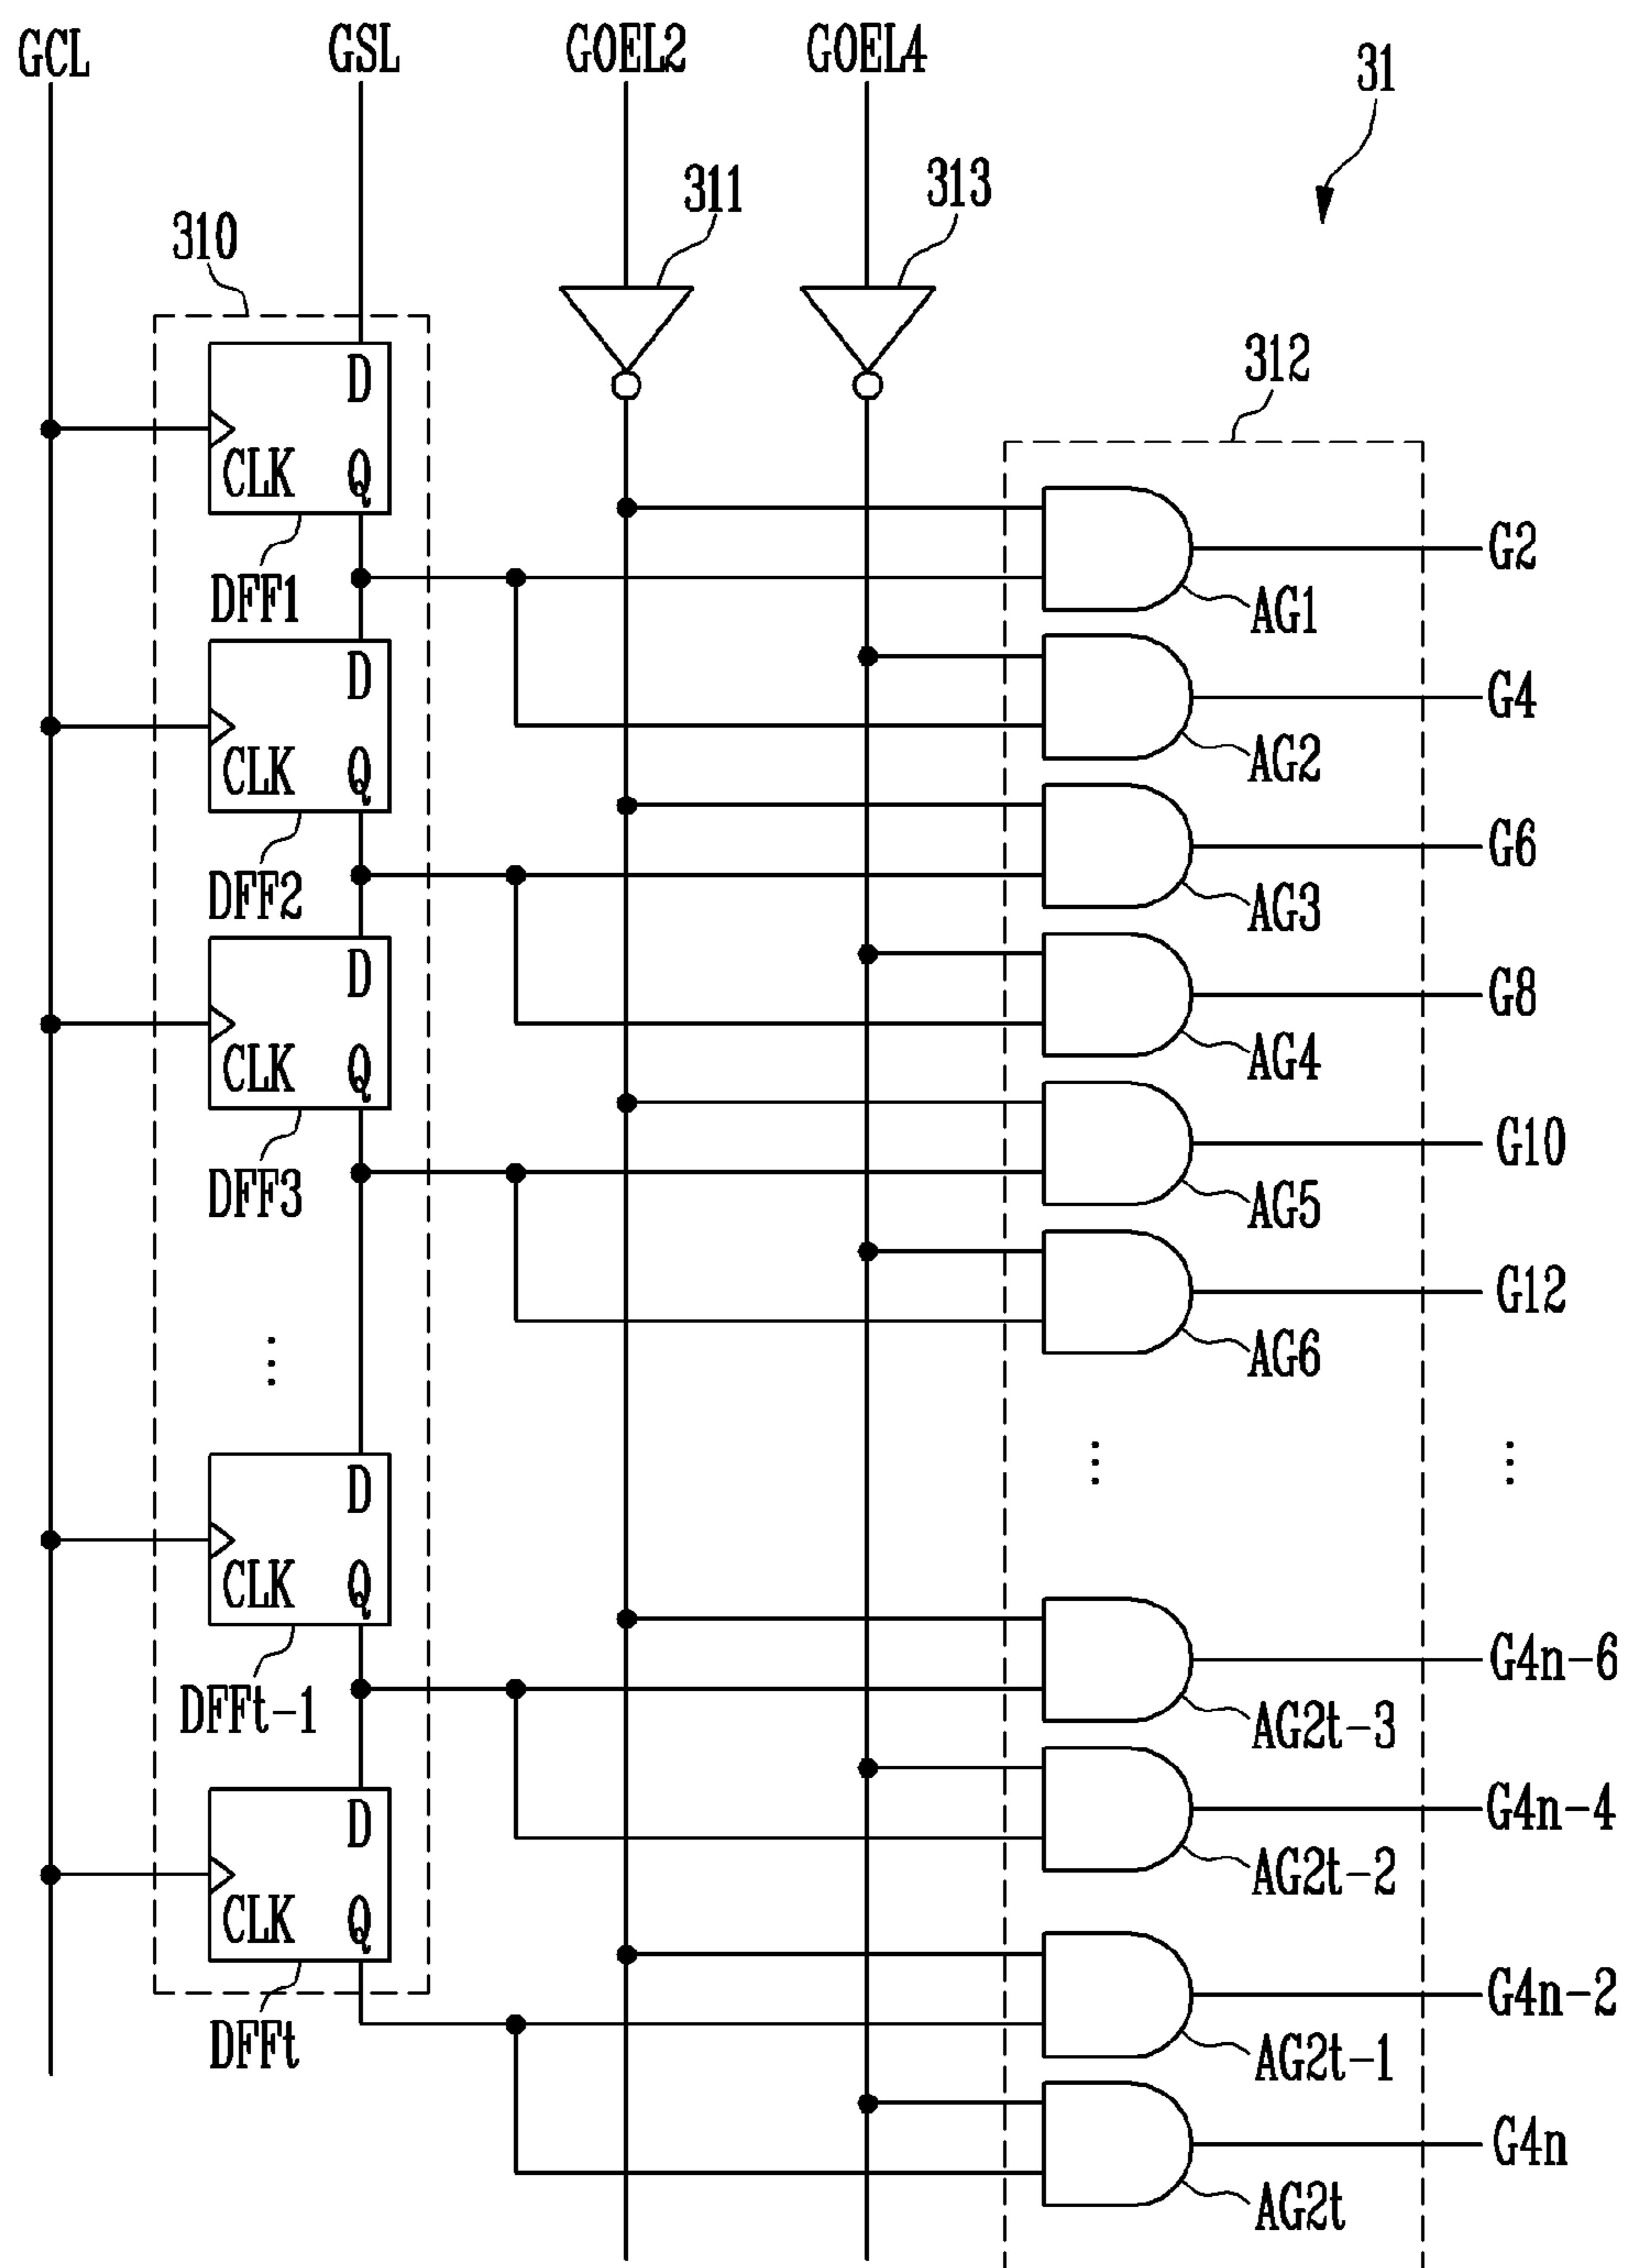 GCL GSL GOEL2 GOEL4
31
311 313
310
312
D
CLK Q
DFF1
D
CLK Q
DFF2
D
CLK Q
DFF3
D
CLK Q
DFFt-1
D
CLK Q
DFFt
G2
AG1
G4
AG2
G6
AG3
G8
AG4
G10
AG5
G12
AG6
G4n-6
AG2t-3
G4n-4
AG2t-2
G4n-2
AG2t-1
G4n
AG2t